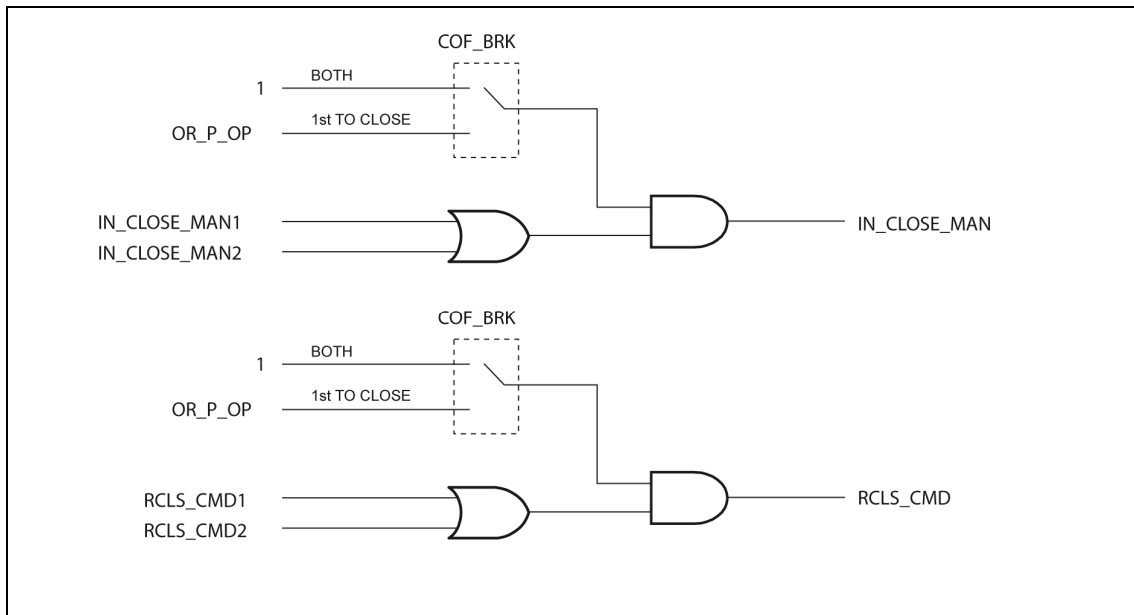 COF_BRK
1 BOTH
OR_P_OP 1st TO CLOSE
IN_CLOSE_MAN1
IN_CLOSE_MAN2
IN_CLOSE_MAN
COF_BRK
1 BOTH
OR_P_OP 1st TO CLOSE
RCLS_CMD1
RCLS_CMD2
RCLS_CMD